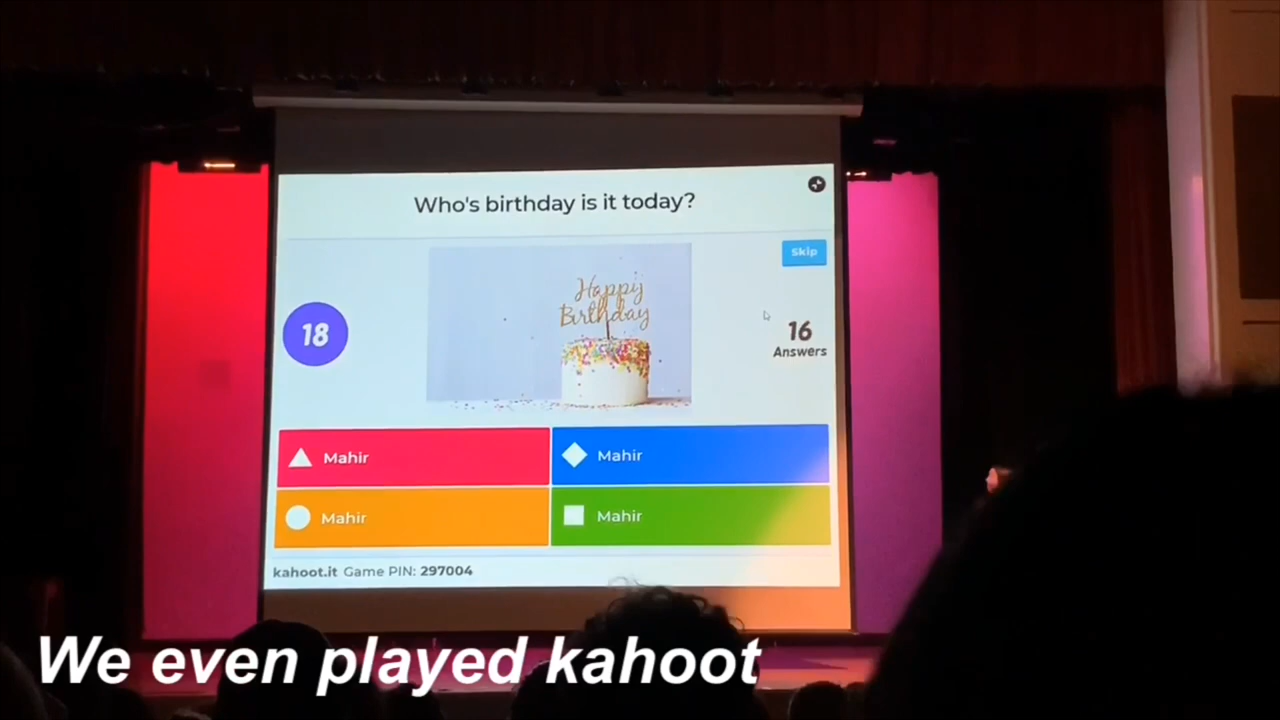 Who's birthday is it today?
Skip
Happy
Birthday
18
16
Answers
Mahir
Mahir
Mahir
Mahir
kahoot.it Game PIN: 297004
We even played kahoot